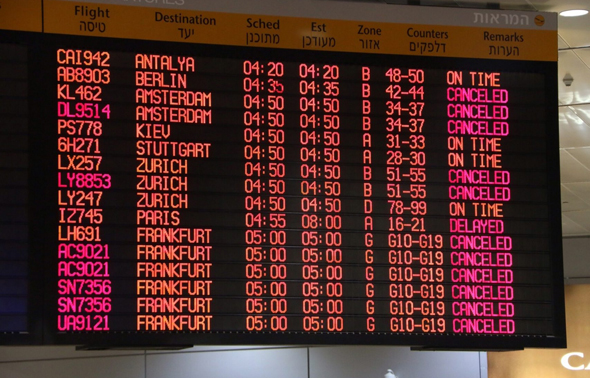 DEPARTURES המראות
Flight Destination Sched Est Zone Counters Remarks
טיסה יעד מתוכנן מעודכן אזור דלפקים הערות
CAI942 ANTALYA 04:20 04:20 B 48-50 ON TIME
AB8903 BERLIN 04:35 04:35 B 42-44 CANCELED
KL462 AMSTERDAM 04:50 04:50 B 34-37 CANCELED
DL9514 AMSTERDAM 04:50 04:50 B 34-37 CANCELED
PS778 KIEV 04:50 04:50 A 31-33 ON TIME
6H271 STUTTGART 04:50 04:50 A 28-30 ON TIME
LX257 ZURICH 04:50 04:50 B 51-55 CANCELED
LY8853 ZURICH 04:50 04:50 B 51-55 CANCELED
LY247 ZURICH 04:50 04:50 D 78-99 ON TIME
IZ745 PARIS 04:55 08:00 A 16-21 DELAYED
LH691 FRANKFURT 05:00 05:00 G G10-G19 CANCELED
AC9021 FRANKFURT 05:00 05:00 G G10-G19 CANCELED
AC9021 FRANKFURT 05:00 05:00 G G10-G19 CANCELED
SN7356 FRANKFURT 05:00 05:00 G G10-G19 CANCELED
SN7356 FRANKFURT 05:00 05:00 G G10-G19 CANCELED
UA9121 FRANKFURT 05:00 05:00 G G10-G19 CANCELED